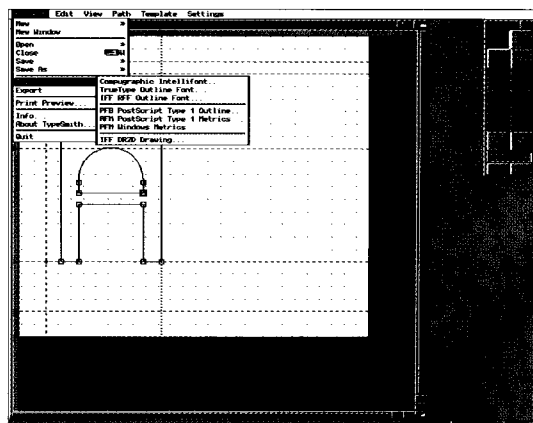 Edit View Path Template Settings
New »
New Window
Open »
Close
Save »
Save As »
Export
Print Preview...
Info...
About TypeSmith...
Quit
Compugraphic Intellifont...
TrueType Outline Font...
IFF RFF Outline Font...
PFB PostScript Type 1 Outline...
AFM PostScript Type 1 Metrics
PFM Windows Metrics
IFF DR2D Drawing...